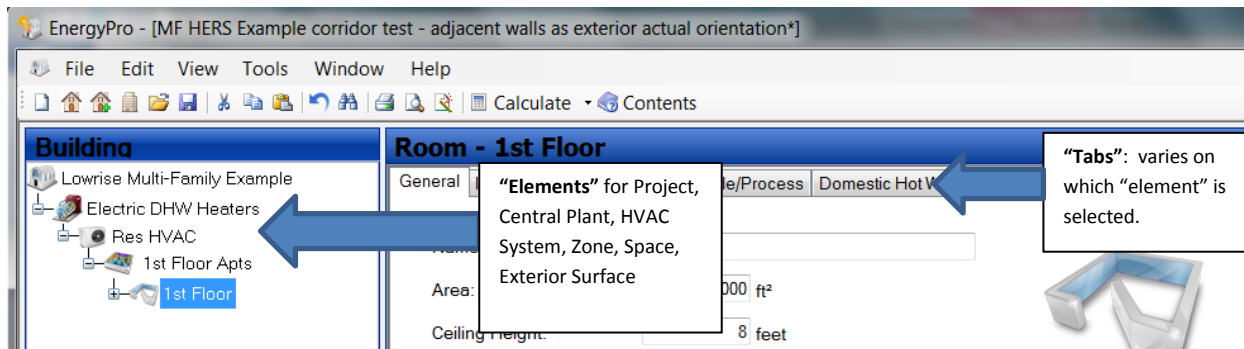 EnergyPro - [MF HERS Example corridor test - adjacent walls as exterior actual orientation*]
File Edit View Tools Window Help
Calculate Contents
Building
Lowrise Multi-Family Example
Electric DHW Heaters
Res HVAC
1st Floor Apts
1st Floor
Room - 1st Floor
General
le/Process Domestic Hot W
Area: 000 ft²
Ceiling Height: 8 feet
“Elements” for Project,
Central Plant, HVAC
System, Zone, Space,
Exterior Surface
“Tabs”: varies on
which “element” is
selected.